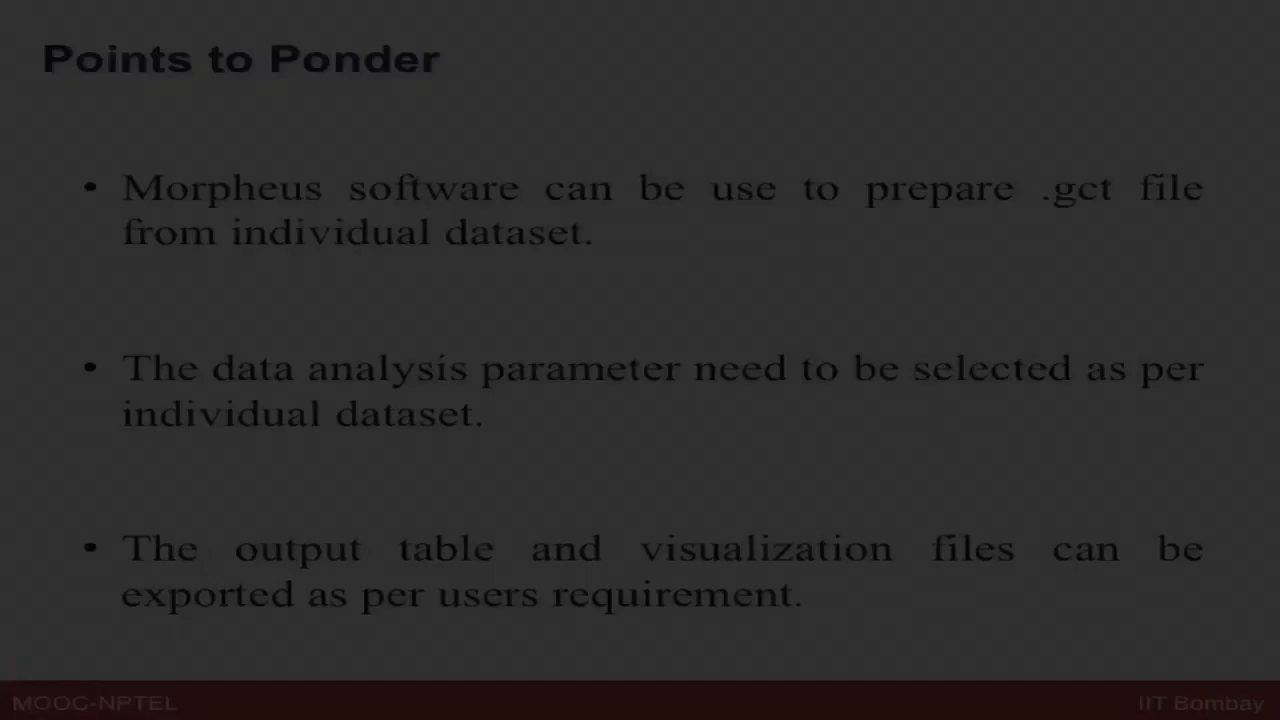 Points to Ponder
• Morpheus software can be use to prepare .gct file
from individual dataset.
• The data analysis parameter need to be selected as per
individual dataset.
• The output table and visualization files can be
exported as per users requirement.
MOOC-NPTEL
IIT Bombay